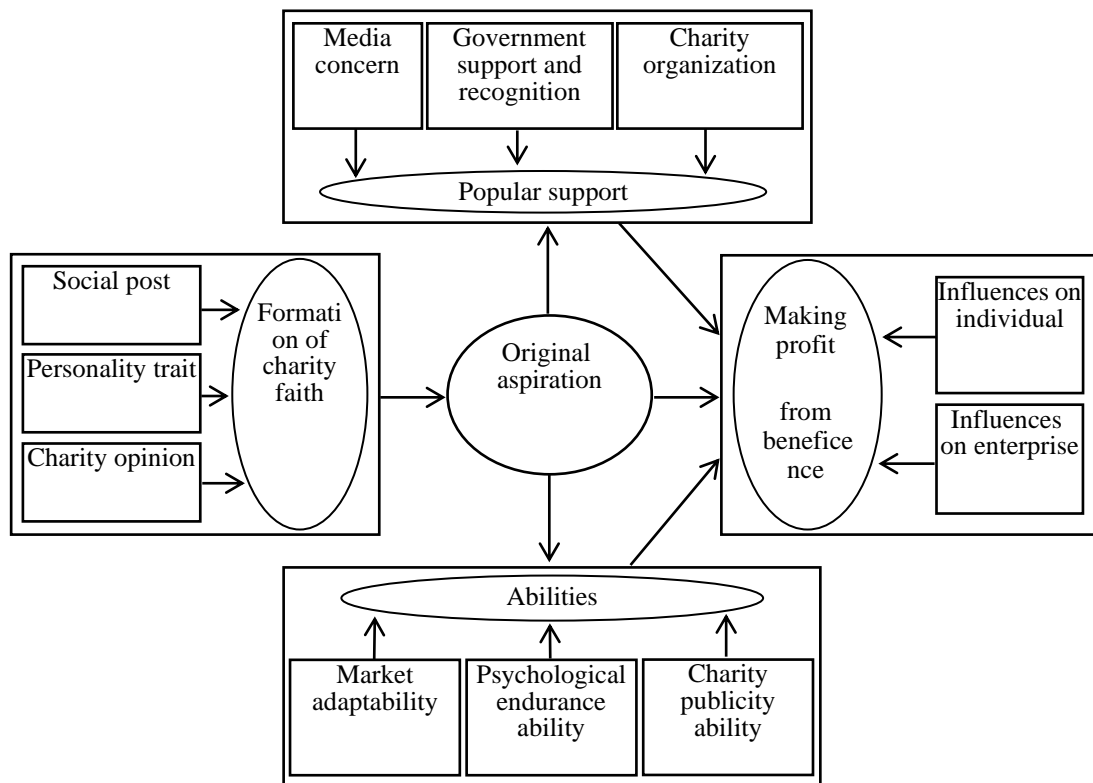 Media
concern
Government
support and
recognition
Charity
organization
Popular support
Social post
Personality trait
Charity opinion
Formati
on of
charity
faith
Original
aspiration
Making
profit
from
benefice
nce
Influences on
individual
Influences
on enterprise
Abilities
Market
adaptability
Psychological
endurance
ability
Charity
publicity
ability